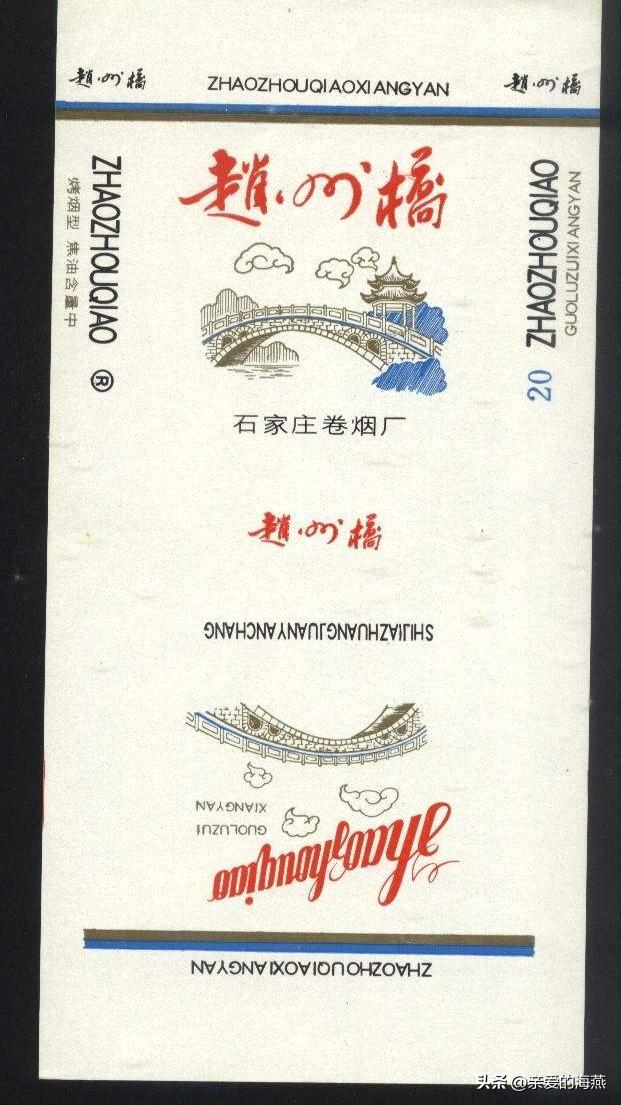 趙州橋 ZHAOZHOUQIAOXIANGYAN 趙州橋
趙州橋
ZHAOZHOUQIAO ®
烤烟型 焦油含量中
20 ZHAOZHOUQIAO
GUOLUZUIXIANGYAN
石家庄卷烟厂
趙州橋
SHIJIAZHUANGJUANYANCHANG
XIANGYAN
GUOLUZUI
Zhaozhouqiao
ZHAOZHOUQIAOXIANGYAN
头条 @亲爱的海燕